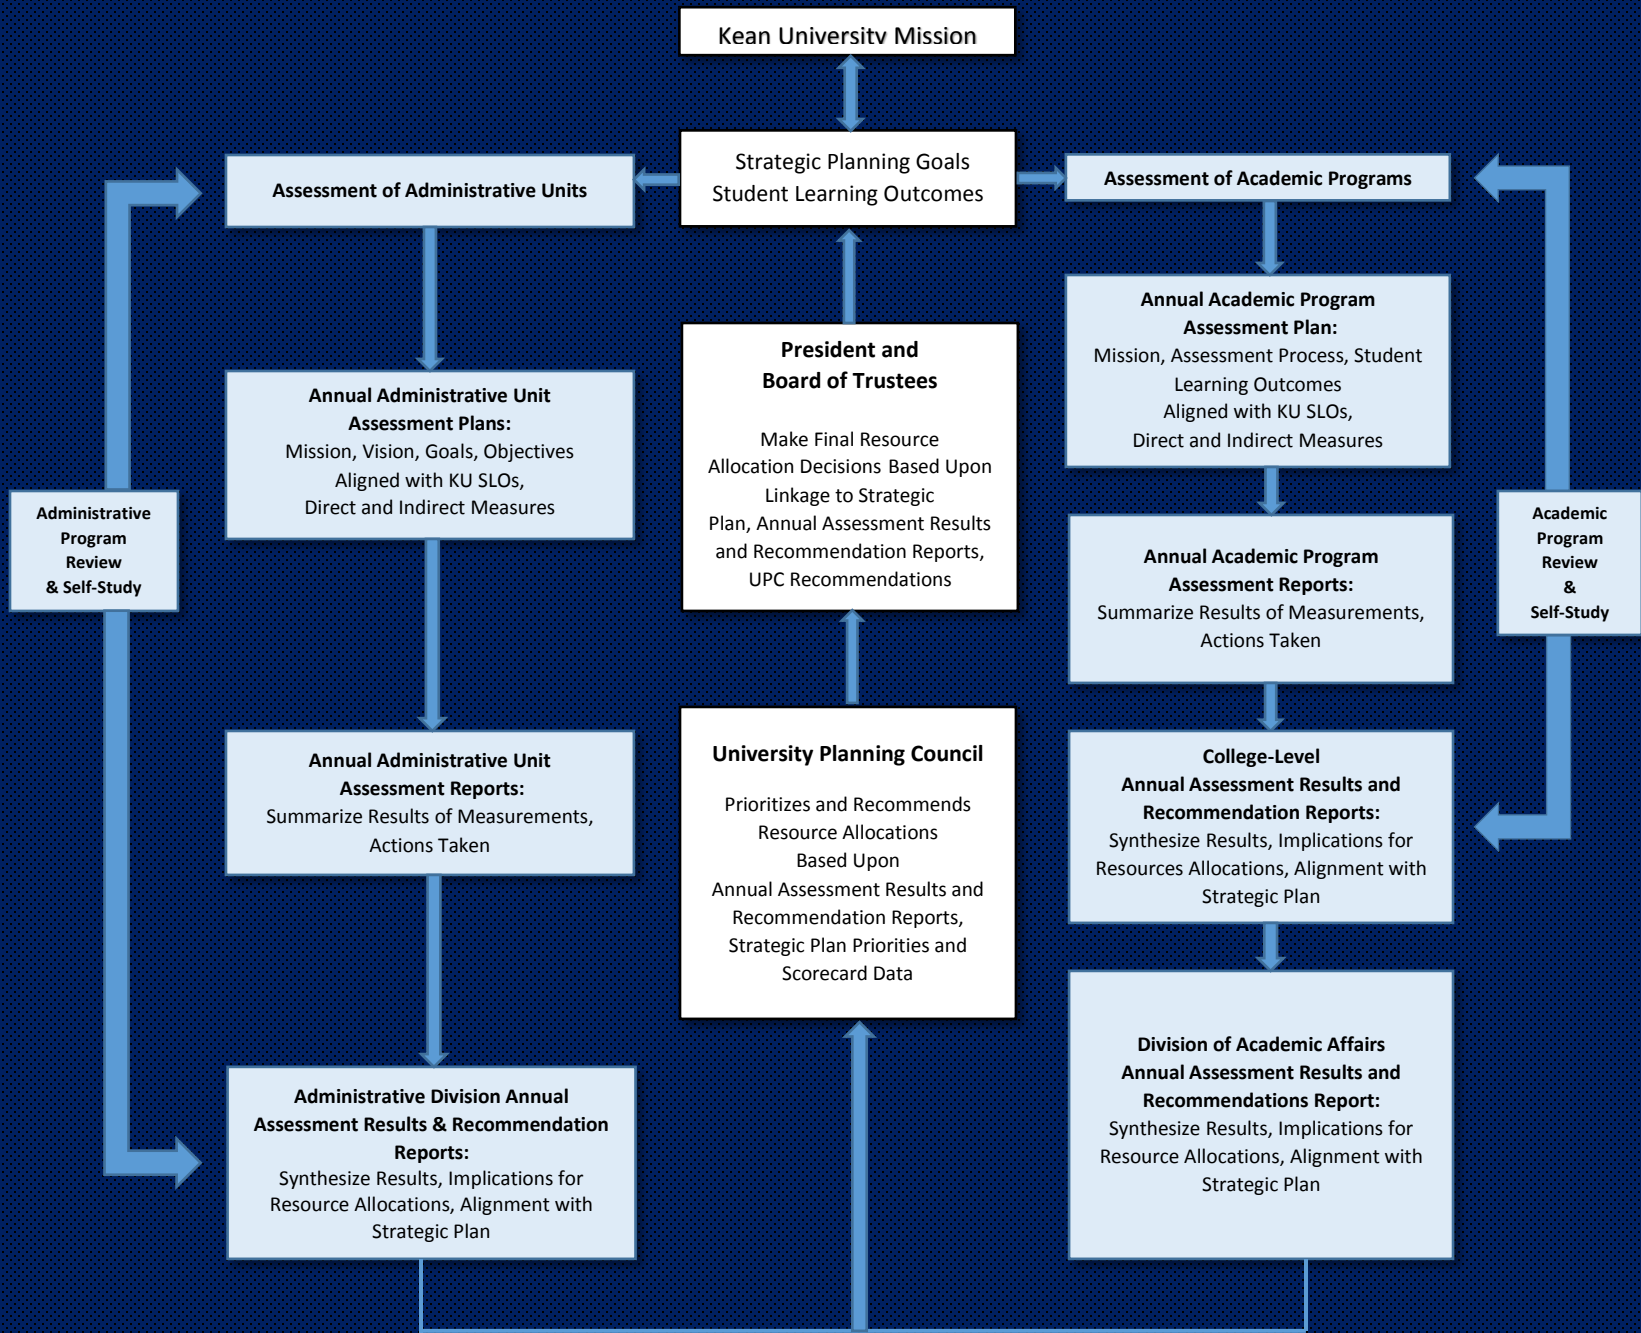 Kean University Mission
Strategic Planning Goals
Student Learning Outcomes
Assessment of Administrative Units
Assessment of Academic Programs
Annual Administrative Unit
Assessment Plans:
Mission, Vision, Goals, Objectives
Aligned with KU SLOs,
Direct and Indirect Measures
President and
Board of Trustees
Make Final Resource
Allocation Decisions Based Upon
Linkage to Strategic
Plan, Annual Assessment Results
and Recommendation Reports,
UPC Recommendations
Annual Academic Program
Assessment Plan:
Mission, Assessment Process, Student
Learning Outcomes
Aligned with KU SLOs,
Direct and Indirect Measures
Administrative
Program
Review
& Self-Study
Annual Academic Program
Assessment Reports:
Summarize Results of Measurements,
Actions Taken
Academic
Program
Review
&
Self-Study
Annual Administrative Unit
Assessment Reports:
Summarize Results of Measurements,
Actions Taken
University Planning Council
Prioritizes and Recommends
Resource Allocations
Based Upon
Annual Assessment Results and
Recommendation Reports,
Strategic Plan Priorities and
Scorecard Data
College-Level
Annual Assessment Results and
Recommendation Reports:
Synthesize Results, Implications for
Resources Allocations, Alignment with
Strategic Plan
Administrative Division Annual
Assessment Results & Recommendation
Reports:
Synthesize Results, Implications for
Resource Allocations, Alignment with
Strategic Plan
Division of Academic Affairs
Annual Assessment Results and
Recommendations Report:
Synthesize Results, Implications for
Resource Allocations, Alignment with
Strategic Plan